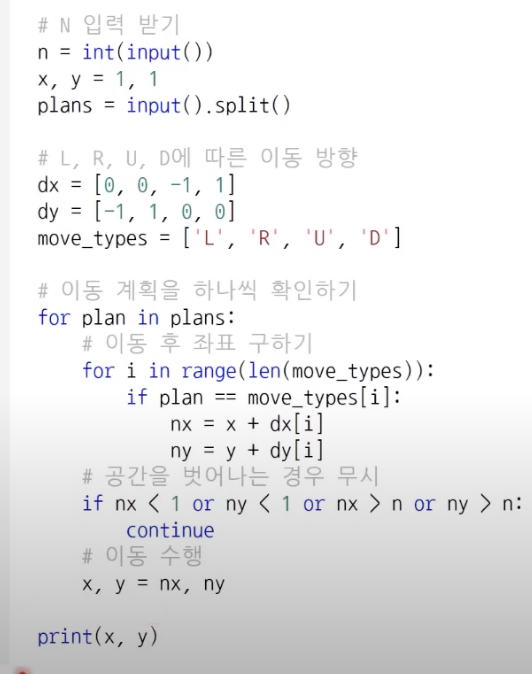 # N 입력 받기
n = int(input())
x, y = 1, 1
plans = input().split()
# L, R, U, D에 따른 이동 방향
dx = [0, 0, -1, 1]
dy = [-1, 1, 0, 0]
move_types = ['L', 'R', 'U', 'D']
# 이동 계획을 하나씩 확인하기
for plan in plans:
# 이동 후 좌표 구하기
for i in range(len(move_types)):
if plan == move_types[i]:
nx = x + dx[i]
ny = y + dy[i]
# 공간을 벗어나는 경우 무시
if nx < 1 or ny < 1 or nx > n or ny > n:
continue
# 이동 수행
x, y = nx, ny
print(x, y)